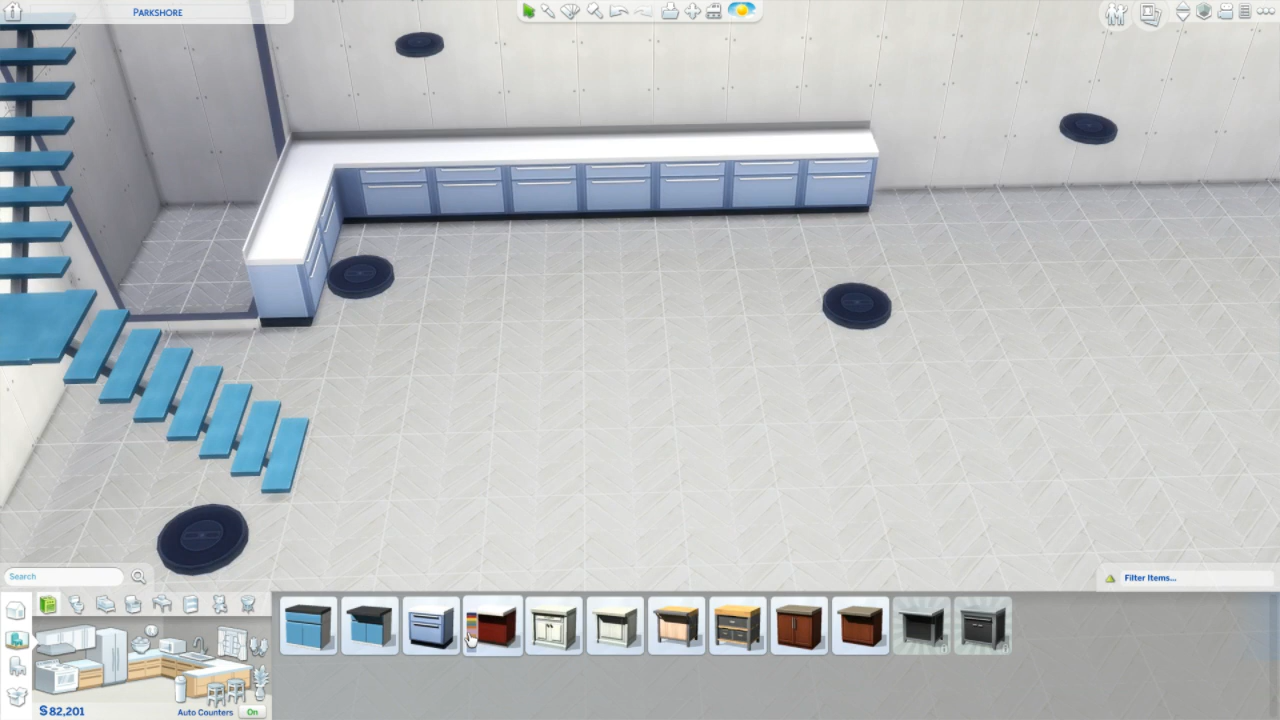 PARKSHORE
Search
Filter Items...
$82,201
Auto Counters On